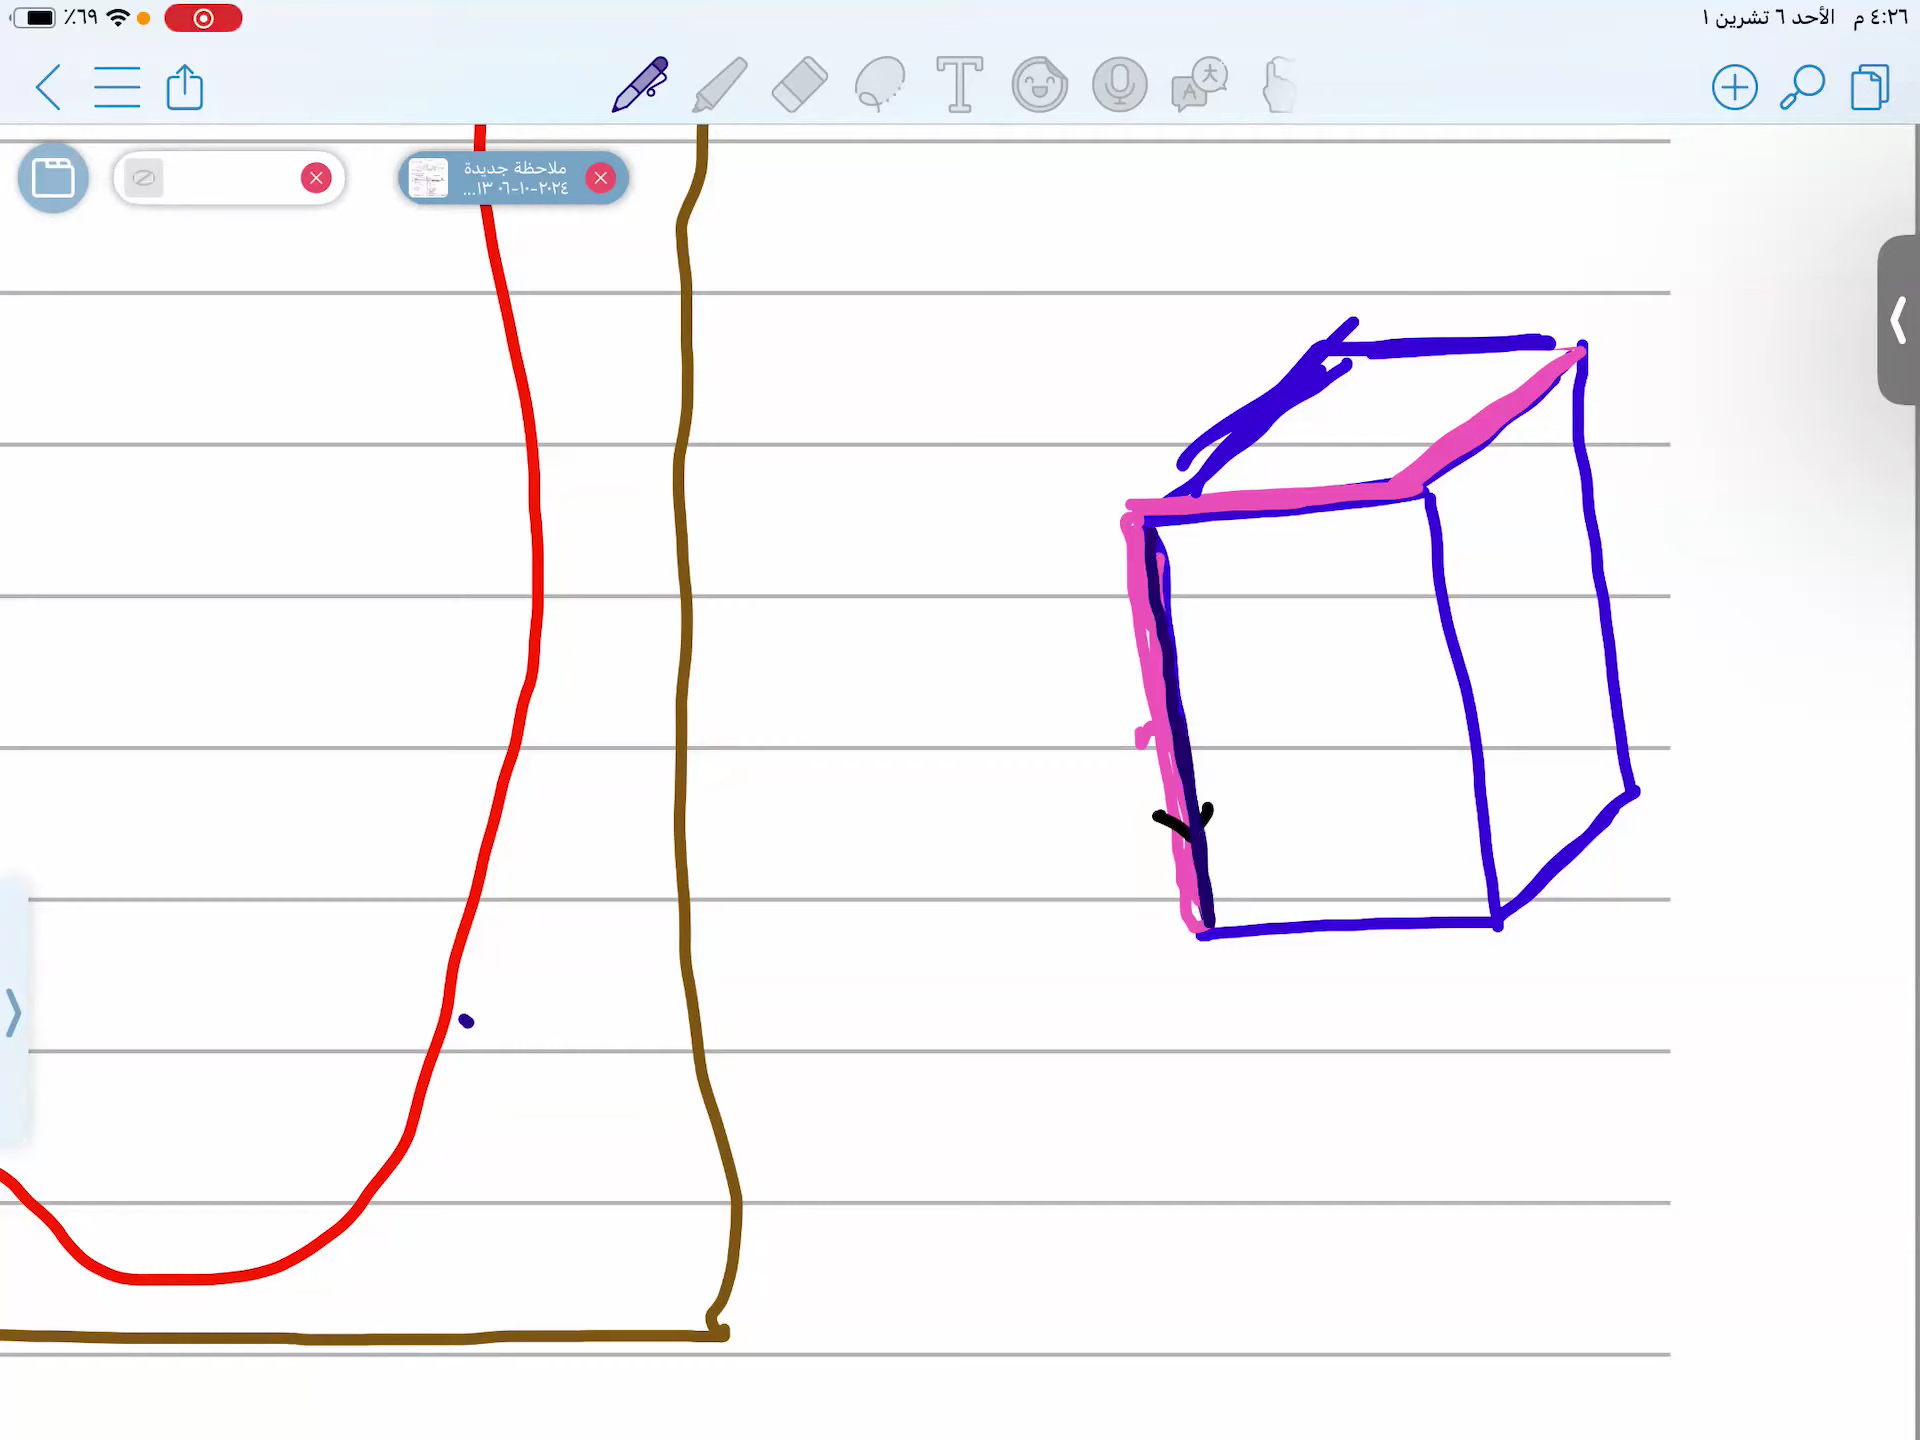 ٪٦٩
٤:٢٦ م الأحد ٦ تشرين ١
ملاحظة جديدة
٢٠٢٤-١٠-٠٦ ١٣...